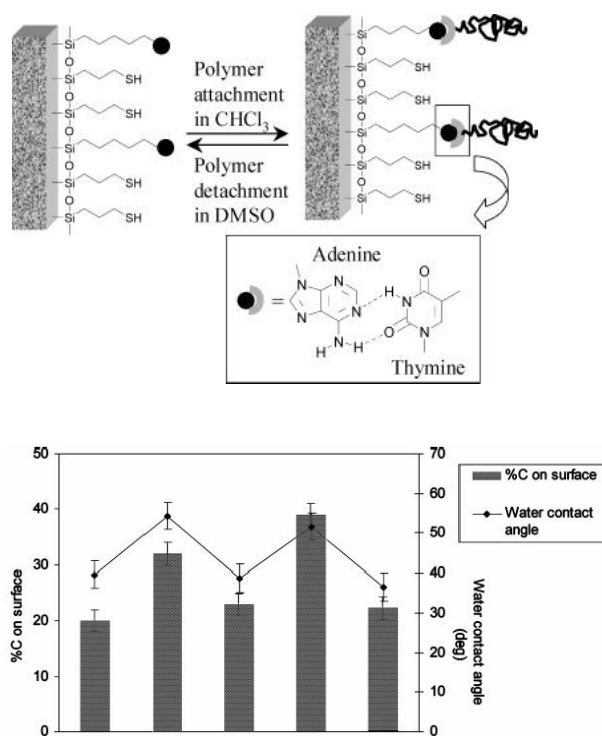 Si
O
Si
SH
O
Si
SH
O
Si
O
Si
SH
O
Si
SH
Polymer
attachment
in CHCl3
Polymer
detachment
in DMSO
Si
O
Si
SH
O
Si
SH
O
Si
O
Si
SH
O
Si
SH
=
Adenine
N
N
N
N
N
H H
H
N
O
O
N
Thymine
50
40
30
20
10
0
%C on surface
70
60
50
40
30
20
10
0
Water contact angle
(deg)
%C on surface
Water contact
angle